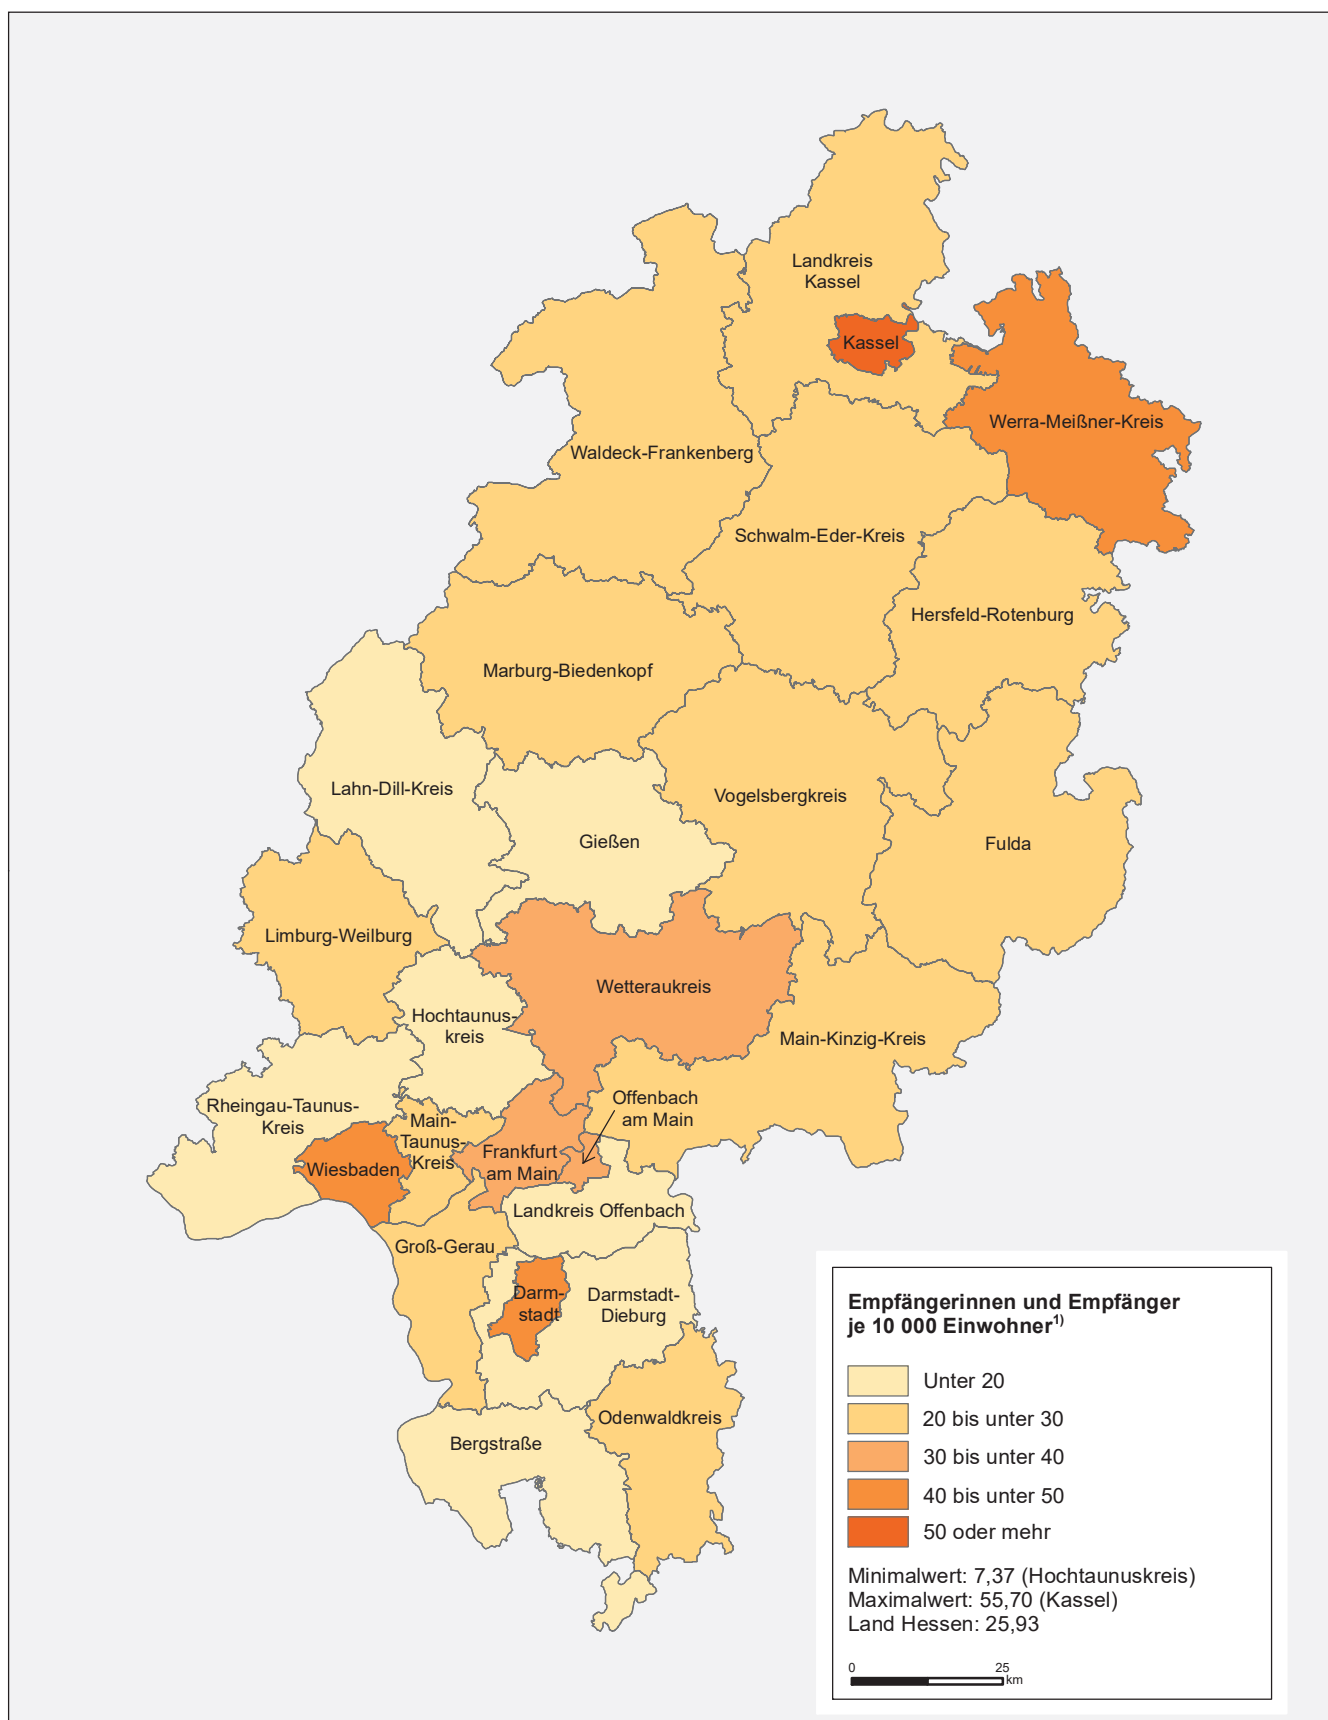 Landkreis
Kassel
Kassel
Werra-Meißner-Kreis
Waldeck-Frankenberg
Schwalm-Eder-Kreis
Hersfeld-Rotenburg
Marburg-Biedenkopf
Lahn-Dill-Kreis
Vogelsbergkreis
Gießen
Fulda
Limburg-Weilburg
Wetteraukreis
Hochtaunus-
kreis
Main-Kinzig-Kreis
Offenbach
am Main
Rheingau-Taunus-
Kreis
Main-
Taunus-
Kreis
Frankfurt
am Main
Wiesbaden
Landkreis Offenbach
Groß-Gerau
Darm-
stadt
Darmstadt-
Dieburg
Odenwaldkreis
Bergstraße
Empfängerinnen und Empfänger
je 10 000 Einwohner1)
Unter 20
20 bis unter 30
30 bis unter 40
40 bis unter 50
50 oder mehr
Minimalwert: 7,37 (Hochtaunuskreis)
Maximalwert: 55,70 (Kassel)
Land Hessen: 25,93
0 25
km